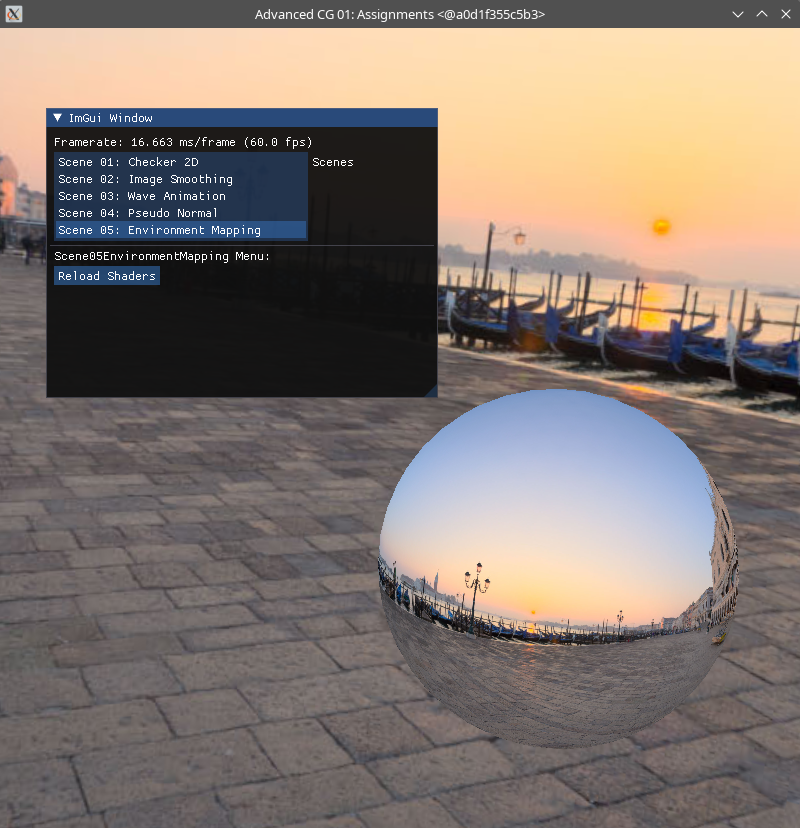 Advanced CG 01: Assignments <@a0d1f355c5b3>
ImGui Window
Framerate: 16.663 ms/frame (60.0 fps)
Scene 01: Checker 2D
Scenes
Scene 02: Image Smoothing
Scene 03: Wave Animation
Scene 04: Pseudo Normal
Scene 05: Environment Mapping
Scene05EnvironmentMapping Menu:
Reload Shaders